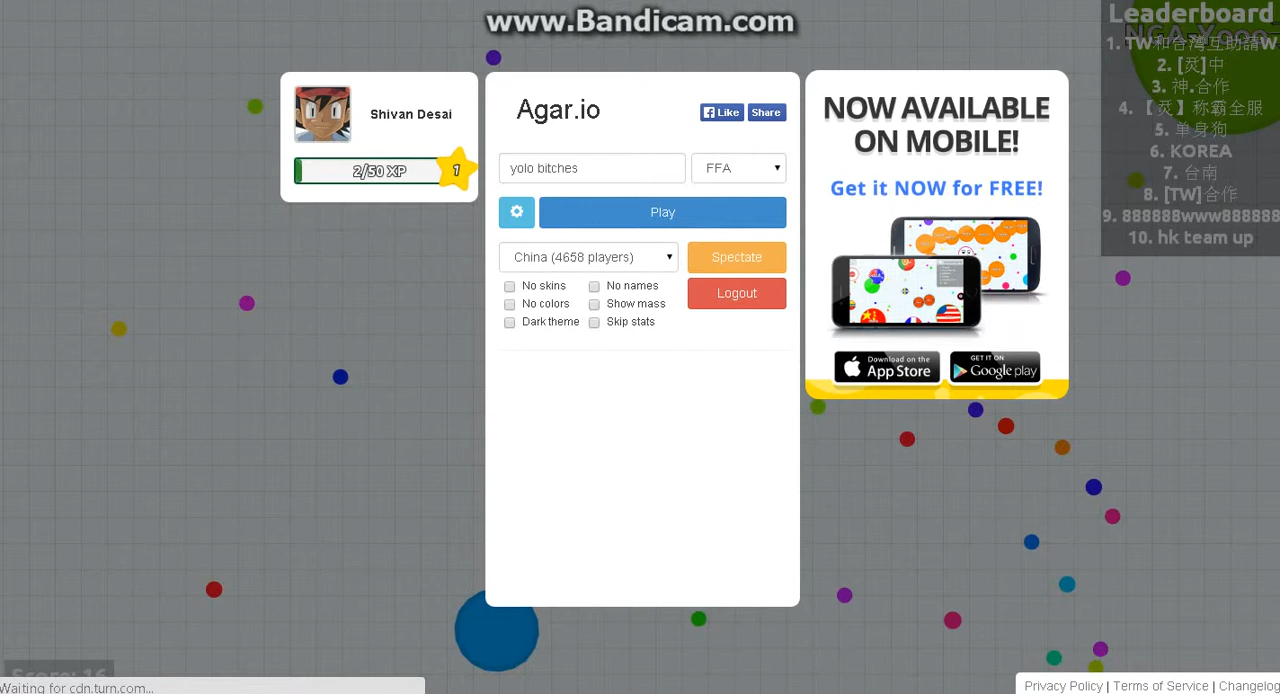 www.Bandicam.com
Shivan Desai
2/50 XP
1
Agar.io
Like
Share
yolo bitches
FFA
Play
China (4658 players)
Spectate
No skins
No names
Logout
No colors
Show mass
Dark theme
Skip stats
NOW AVAILABLE
ON MOBILE!
Get it NOW for FREE!
Download on the
App Store
GET IT ON
Google play
Leaderboard
1. TW和台灣互助請W
2. [炗]中
3. 神.合作
4. 【炗】称霸全服
5. 单身狗
6. KOREA
7. 台南
8. [TW]合作
9. 888888www888888
10. hk team up
Score: 16
Waiting for cdn.turn.com...
Privacy Policy | Terms of Service | Changelog